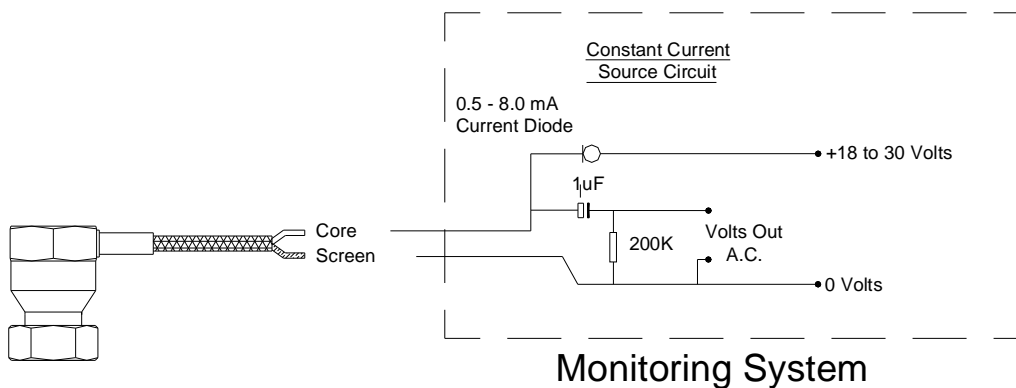 Constant Current
Source Circuit
0.5 - 8.0 mA
Current Diode
+18 to 30 Volts
1uF
Core
Screen
200K
Volts Out
A.C.
0 Volts
Monitoring System